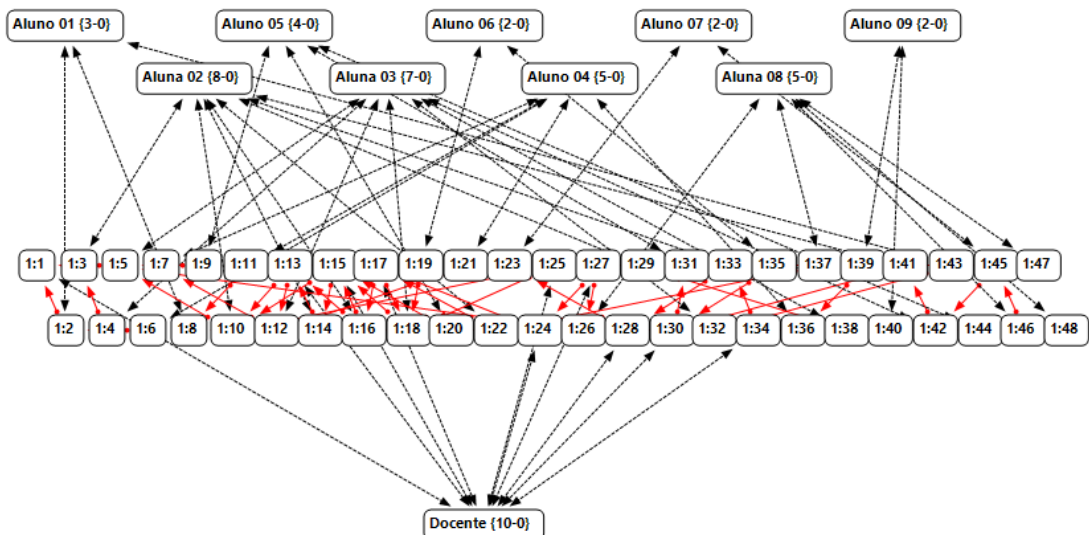 Aluno 01 {3-0} Aluno 05 {4-0} Aluno 06 {2-0} Aluno 07 {2-0} Aluno 09 {2-0}
Aluna 02 {8-0} Aluna 03 {7-0} Aluno 04 {5-0} Aluna 08 {5-0}
1:1 1:3 1:5 1:7 1:9 1:11 1:13 1:15 1:17 1:19 1:21 1:23 1:25 1:27 1:29 1:31 1:33 1:35 1:37 1:39 1:41 1:43 1:45 1:47
1:2 1:4 1:6 1:8 1:10 1:12 1:14 1:16 1:18 1:20 1:22 1:24 1:26 1:28 1:30 1:32 1:34 1:36 1:38 1:40 1:42 1:44 1:46 1:48
Docente {10-0}